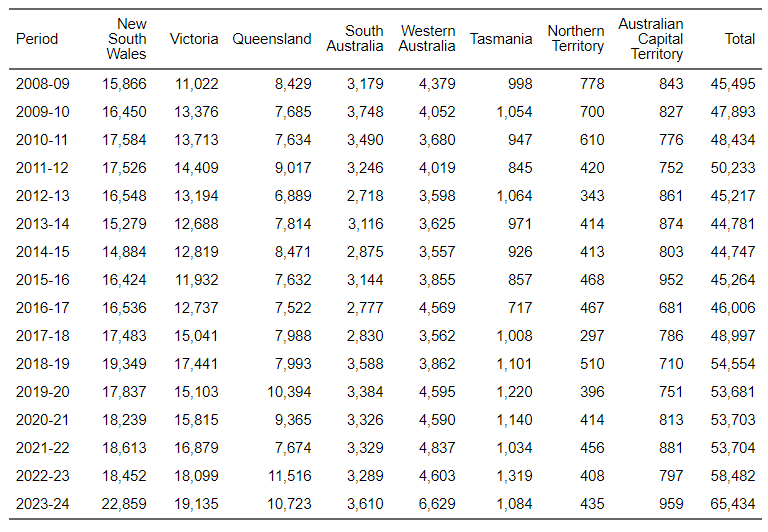 Period New South Wales Victoria Queensland South Australia Western Australia Tasmania Northern Territory Australian Capital Territory Total
2008-09 15,866 11,022 8,429 3,179 4,379 998 778 843 45,495
2009-10 16,450 13,376 7,685 3,748 4,052 1,054 700 827 47,893
2010-11 17,584 13,713 7,634 3,490 3,680 947 610 776 48,434
2011-12 17,526 14,409 9,017 3,246 4,019 845 420 752 50,233
2012-13 16,548 13,194 6,889 2,718 3,598 1,064 343 861 45,217
2013-14 15,279 12,688 7,814 3,116 3,625 971 414 874 44,781
2014-15 14,884 12,819 8,471 2,875 3,557 926 413 803 44,747
2015-16 16,424 11,932 7,632 3,144 3,855 857 468 952 45,264
2016-17 16,536 12,737 7,522 2,777 4,569 717 467 681 46,006
2017-18 17,483 15,041 7,988 2,830 3,562 1,008 297 786 48,997
2018-19 19,349 17,441 7,993 3,588 3,862 1,101 510 710 54,554
2019-20 17,837 15,103 10,394 3,384 4,595 1,220 396 751 53,681
2020-21 18,239 15,815 9,365 3,326 4,590 1,140 414 813 53,703
2021-22 18,613 16,879 7,674 3,329 4,837 1,034 456 881 53,704
2022-23 18,452 18,099 11,516 3,289 4,603 1,319 408 797 58,482
2023-24 22,859 19,135 10,723 3,610 6,629 1,084 435 959 65,434